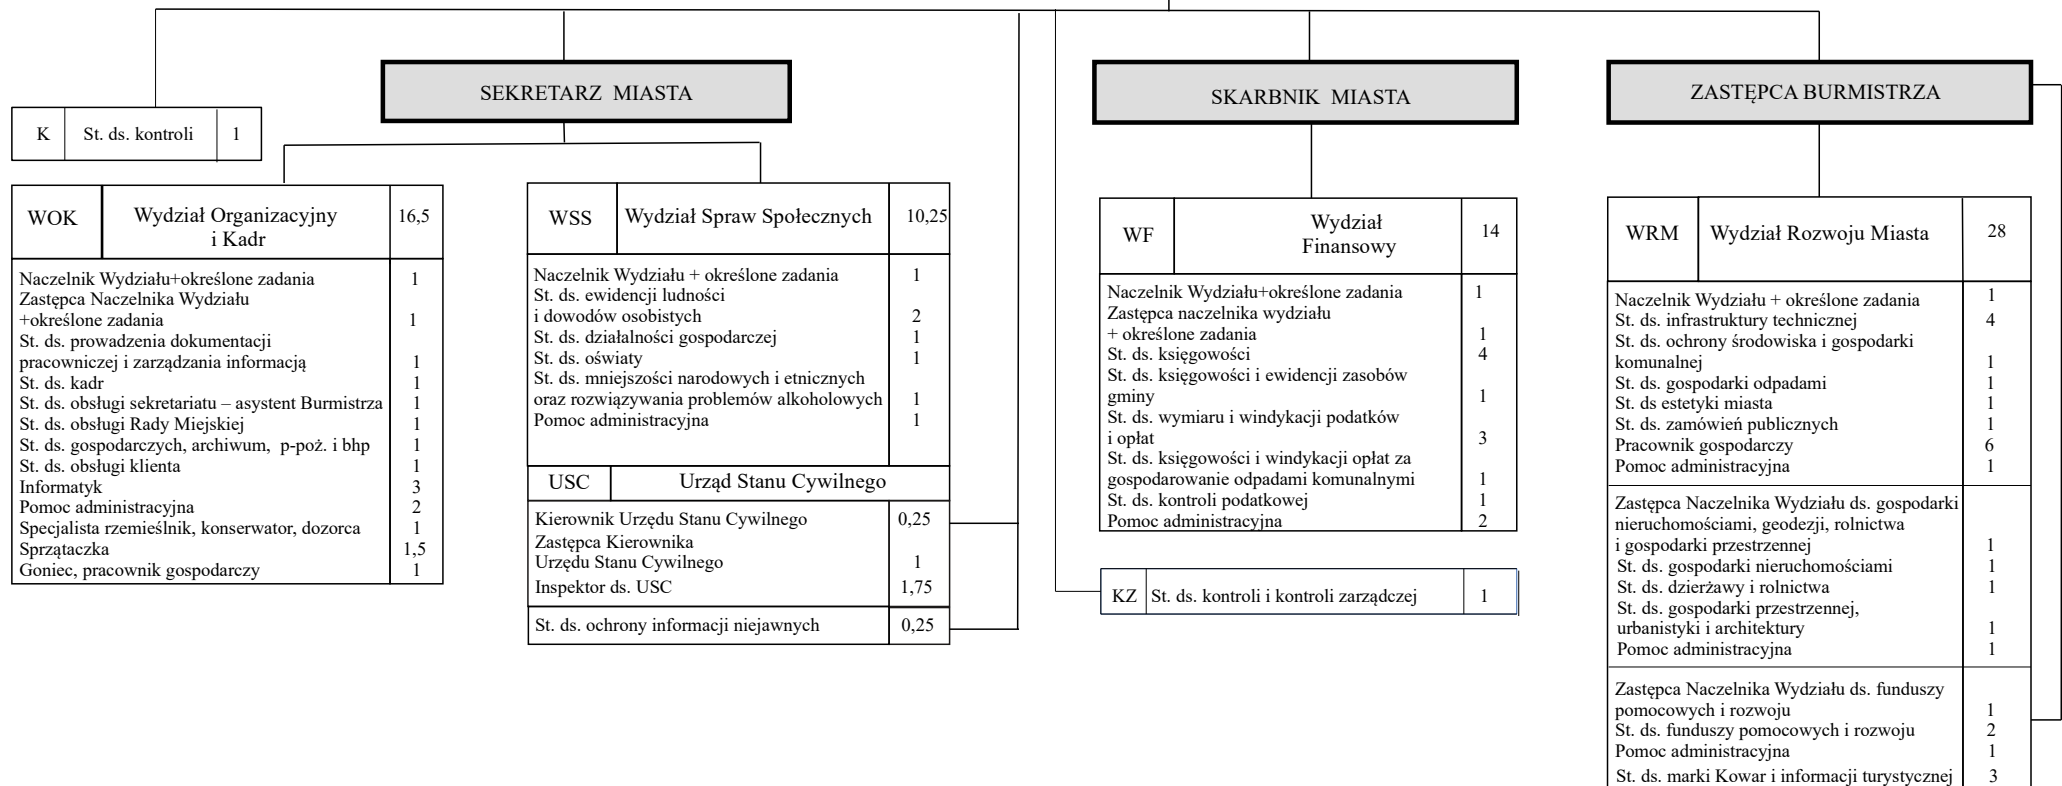 SEKRETARZ MIASTA
SKARBNIK MIASTA
ZASTĘPCA BURMISTRZA
K St. ds. kontroli 1
WOK Wydział Organizacyjny 16,5
i Kadr
Naczelnik Wydziału+określone zadania 1
Zastępca Naczelnika Wydziału
+określone zadania 1
St. ds. prowadzenia dokumentacji
pracowniczej i zarządzania informacją 1
St. ds. kadr 1
St. ds. obsługi sekretariatu – asystent Burmistrza 1
St. ds. obsługi Rady Miejskiej 1
St. ds. gospodarczych, archiwum, p-poż. i bhp 1
St. ds. obsługi klienta 1
Informatyk 3
Pomoc administracyjna 2
Specjalista rzemieślnik, konserwator, dozorca 1
Sprzątaczka 1,5
Goniec, pracownik gospodarczy 1
WSS Wydział Spraw Społecznych 10,25
Naczelnik Wydziału + określone zadania 1
St. ds. ewidencji ludności
i dowodów osobistych 2
St. ds. działalności gospodarczej 1
St. ds. oświaty 1
St. ds. mniejszości narodowych i etnicznych
oraz rozwiązywania problemów alkoholowych 1
Pomoc administracyjna 1
USC Urząd Stanu Cywilnego
Kierownik Urzędu Stanu Cywilnego 0,25
Zastępca Kierownika
Urzędu Stanu Cywilnego 1
Inspektor ds. USC 1,75
St. ds. ochrony informacji niejawnych 0,25
WF Wydział 14
Finansowy
Naczelnik Wydziału+określone zadania 1
Zastępca naczelnika wydziału
+ określone zadania 1
St. ds. księgowości 4
St. ds. księgowości i ewidencji zasobów
gminy 1
St. ds. wymiaru i windykacji podatków
i opłat 3
St. ds. księgowości i windykacji opłat za
gospodarowanie odpadami komunalnymi 1
St. ds. kontroli podatkowej 1
Pomoc administracyjna 2
KZ St. ds. kontroli i kontroli zarządczej 1
WRM Wydział Rozwoju Miasta 28
Naczelnik Wydziału + określone zadania 1
St. ds. infrastruktury technicznej 4
St. ds. ochrony środowiska i gospodarki
komunalnej 1
St. ds. gospodarki odpadami 1
St. ds estetyki miasta 1
St. ds. zamówień publicznych 1
Pracownik gospodarczy 6
Pomoc administracyjna 1
Zastępca Naczelnika Wydziału ds. gospodarki
nieruchomościami, geodezji, rolnictwa
i gospodarki przestrzennej 1
St. ds. gospodarki nieruchomościami 1
St. ds. dzierżawy i rolnictwa 1
St. ds. gospodarki przestrzennej,
urbanistyki i architektury 1
Pomoc administracyjna 1
Zastępca Naczelnika Wydziału ds. funduszy
pomocowych i rozwoju 1
St. ds. funduszy pomocowych i rozwoju 2
Pomoc administracyjna 1
St. ds. marki Kowar i informacji turystycznej 3